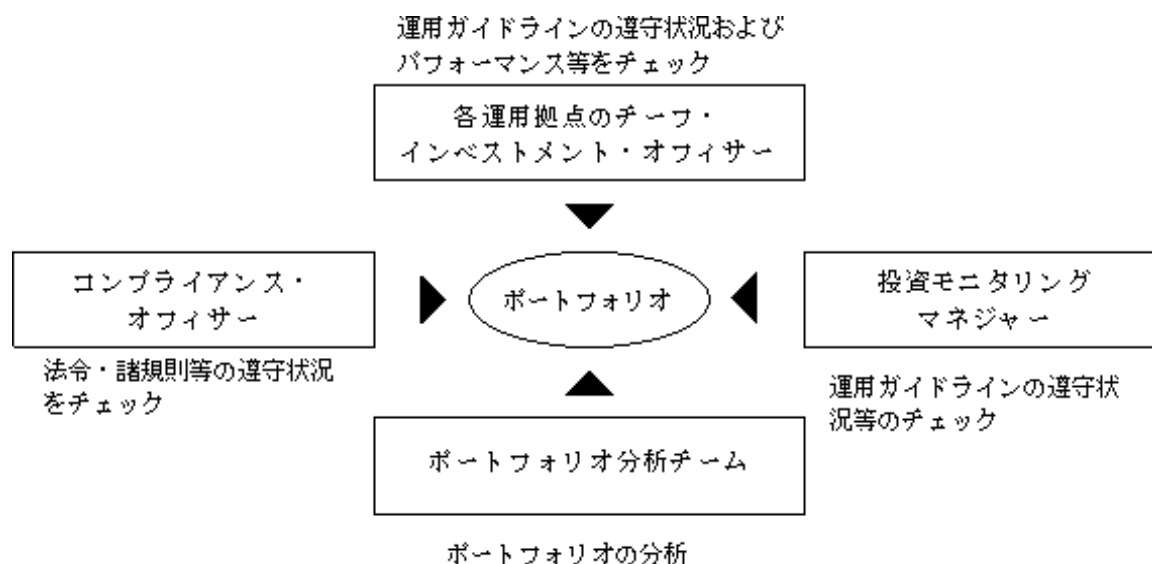 運用ガイドラインの遵守状況および
パフォーマンス等をチェック
各運用拠点のチーフ・
インベストメント・オフィサー
コンプライアンス・
オフィサー
法令・諸規則等の遵守状況
をチェック
ポートフォリオ
投資モニタリング
マネジャー
運用ガイドラインの遵守状
況等のチェック
ポートフォリオ分析チーム
ポートフォリオの分析